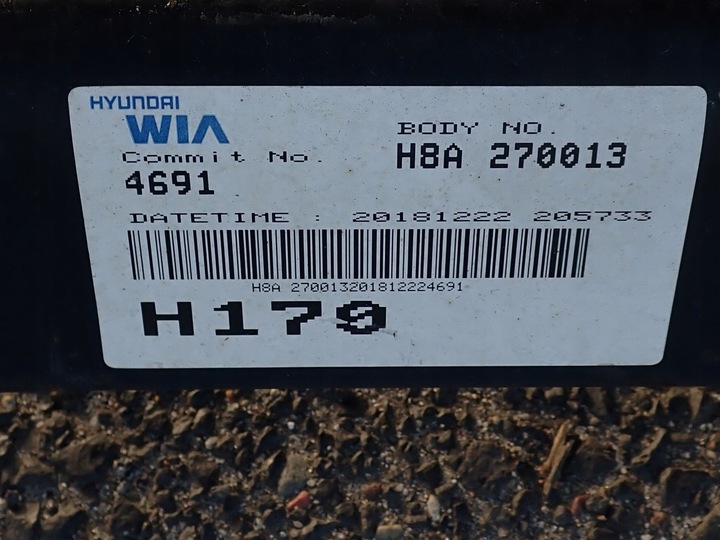 HYUNDAI
WIA
BODY NO.
Commit No.
H8A 270013
4691
DATETIME : 20181222 205733
H8A 270013201812224691
H170